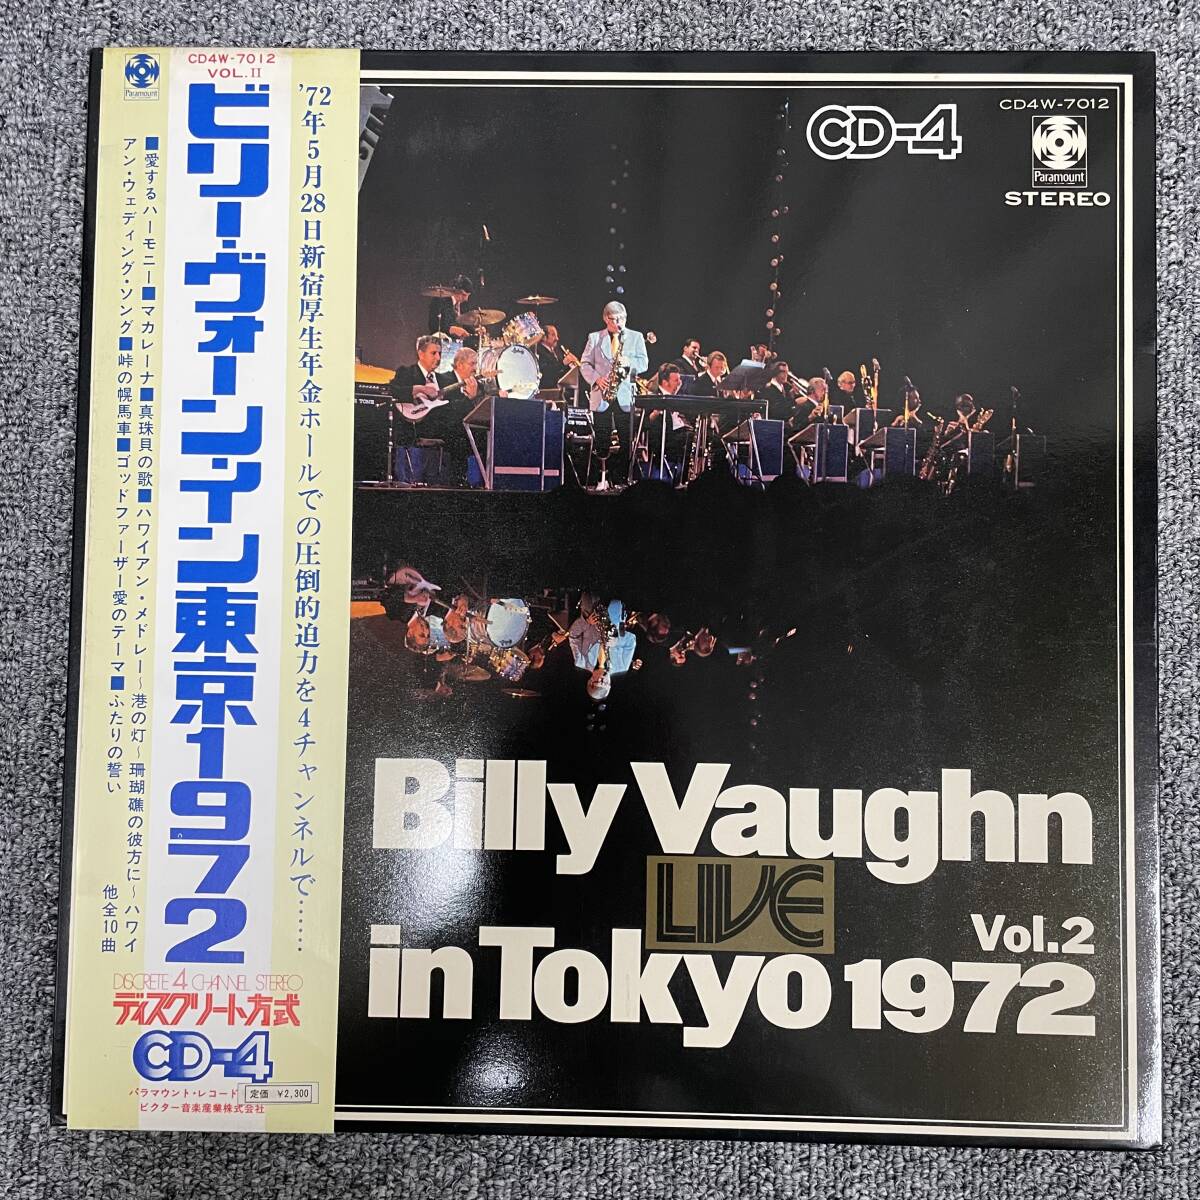 CD4W-7012
VOL.II
Paramount
ビリー・ヴォーン・イン東京1972
'72年5月28日新宿厚生年金ホールでの圧倒的迫力を4チャンネルで……
■愛するハーモニー■マカレーナ■真珠貝の歌■ハワイアン・メドレー～港の灯～珊瑚礁の彼方に～ハワイ
アン・ウェディング・ソング■峠の幌馬車■ゴッドファーザー愛のテーマ■ふたりの誓い
他全10曲
DISCRETE 4 CHANNEL STEREO
ディスクリート方式
CD-4
パラマウント・レコード
定価 ¥2,300
ビクター音楽産業株式会社
CD-4
CD4W-7012
Paramount
STEREO
Billy Vaughn
LIVE
in Tokyo 1972
Vol.2